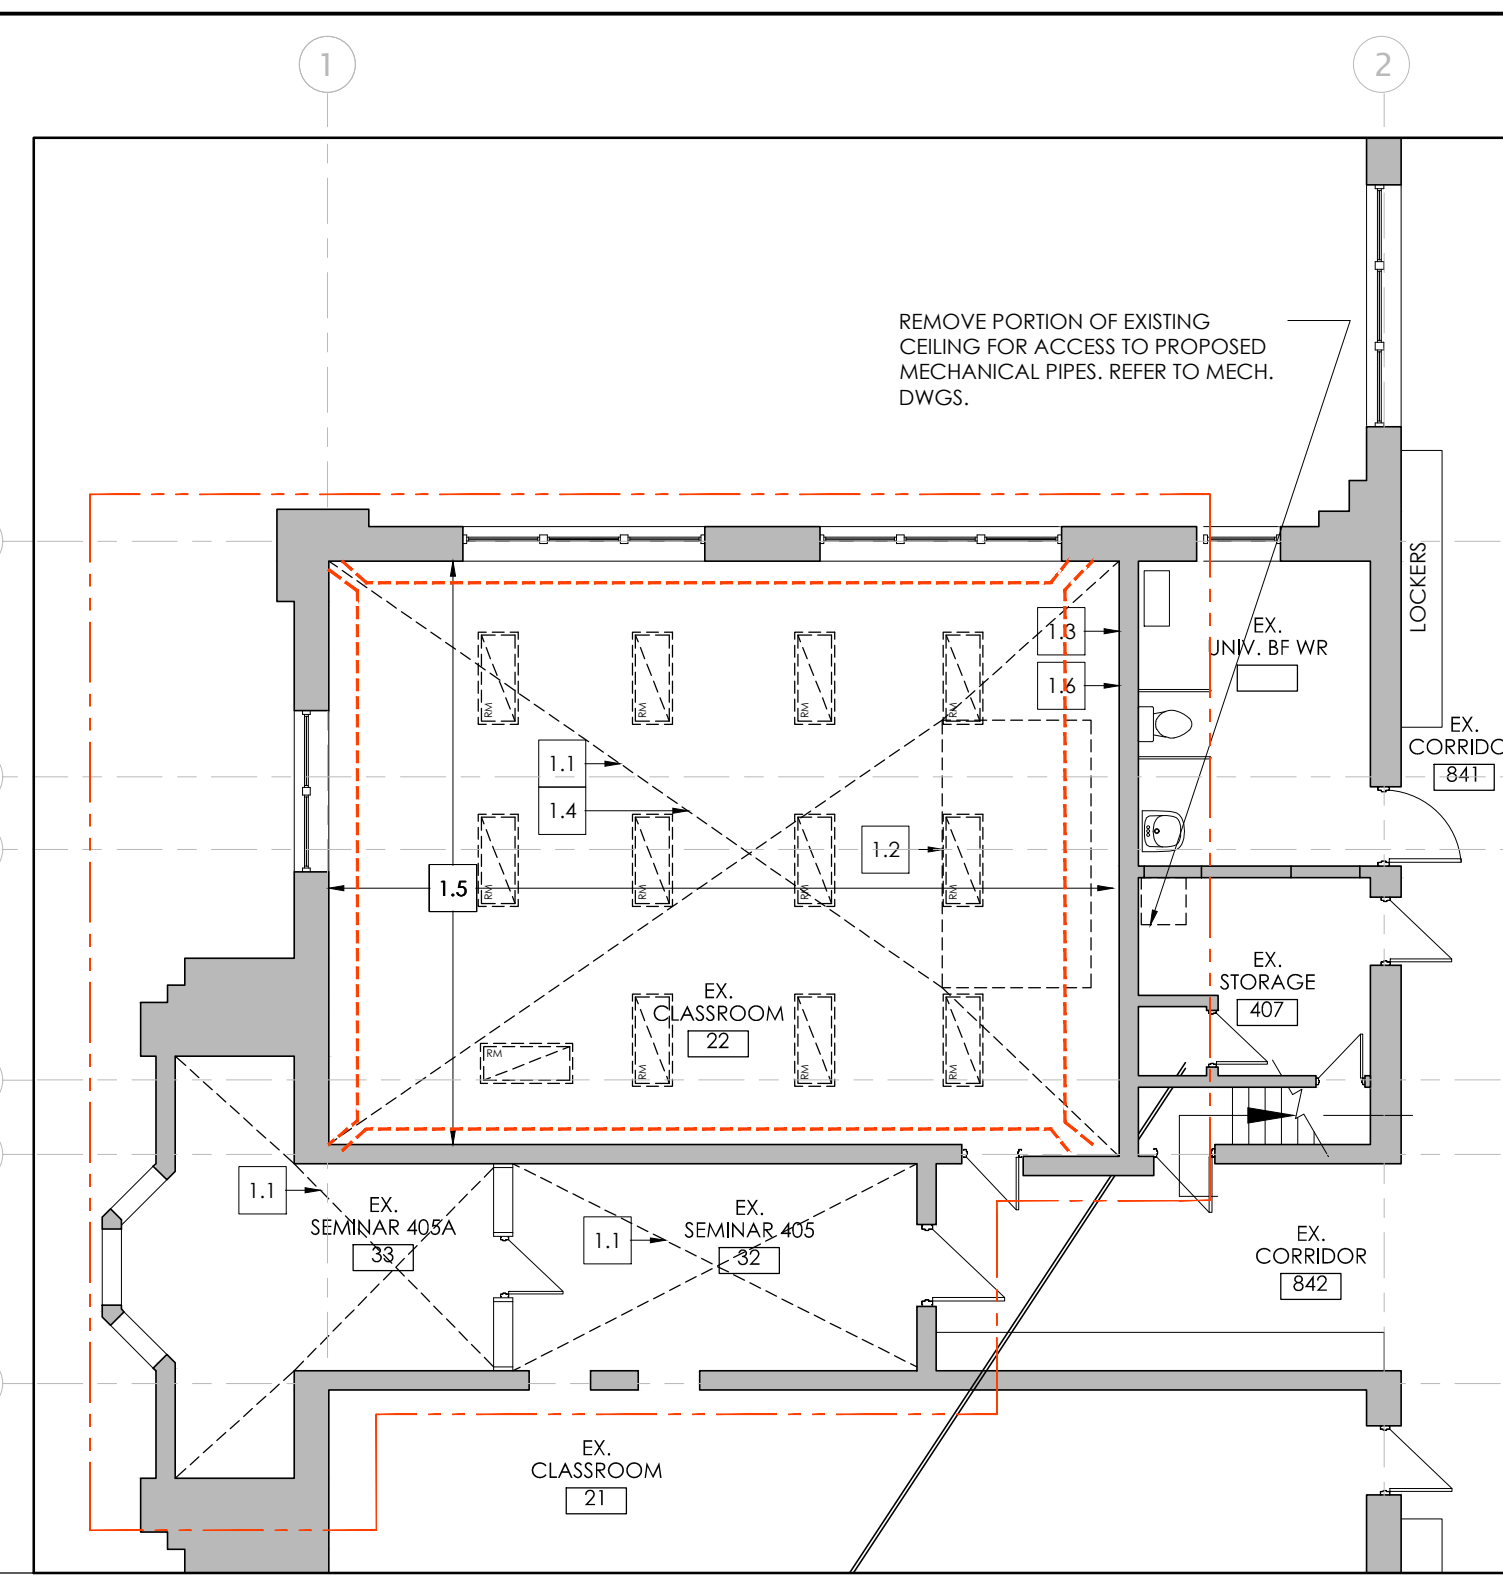 1
2
REMOVE PORTION OF EXISTING
CEILING FOR ACCESS TO PROPOSED
MECHANICAL PIPES. REFER TO MECH.
DWGS.
LOCKERS
1.3
EX.
UNIV. BF WR
1.6
RM
RM
RM
RM
EX.
CORRIDO
841
1.1
1.4
1.2
1.5
RM
RM
RM
RM
EX.
STORAGE
407
EX.
CLASSROOM
22
RM
RM
RM
RM
1.1
EX.
SEMINAR 405A
33
1.1
EX.
SEMINAR 405
32
EX.
CORRIDOR
842
EX.
CLASSROOM
21